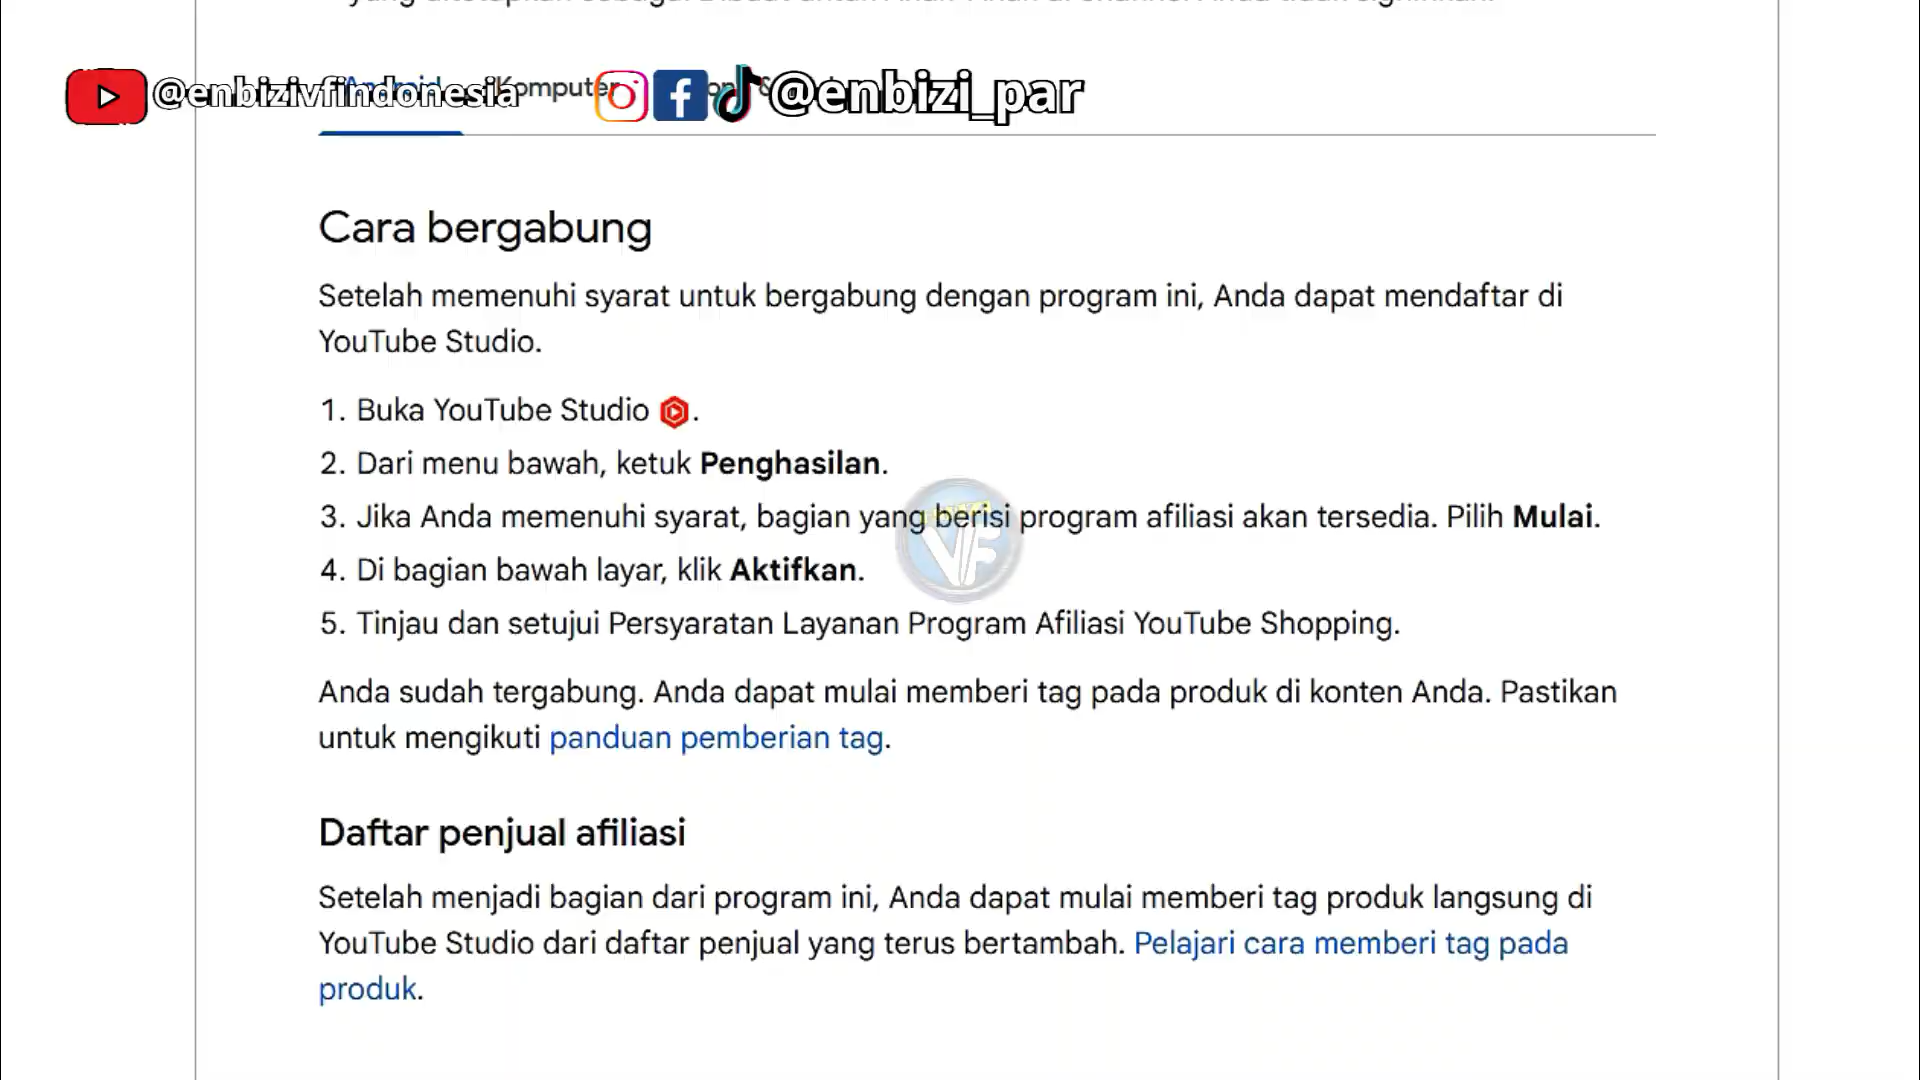 @enbizivfindonesia @enbizi_par
Android Komputer
Cara bergabung
Setelah memenuhi syarat untuk bergabung dengan program ini, Anda dapat mendaftar di
YouTube Studio.
1. Buka YouTube Studio .
2. Dari menu bawah, ketuk Penghasilan.
3. Jika Anda memenuhi syarat, bagian yang berisi program afiliasi akan tersedia. Pilih Mulai.
4. Di bagian bawah layar, klik Aktifkan.
5. Tinjau dan setujui Persyaratan Layanan Program Afiliasi YouTube Shopping.
Anda sudah tergabung. Anda dapat mulai memberi tag pada produk di konten Anda. Pastikan
untuk mengikuti panduan pemberian tag.
Daftar penjual afiliasi
Setelah menjadi bagian dari program ini, Anda dapat mulai memberi tag produk langsung di
YouTube Studio dari daftar penjual yang terus bertambah. Pelajari cara memberi tag pada
produk.